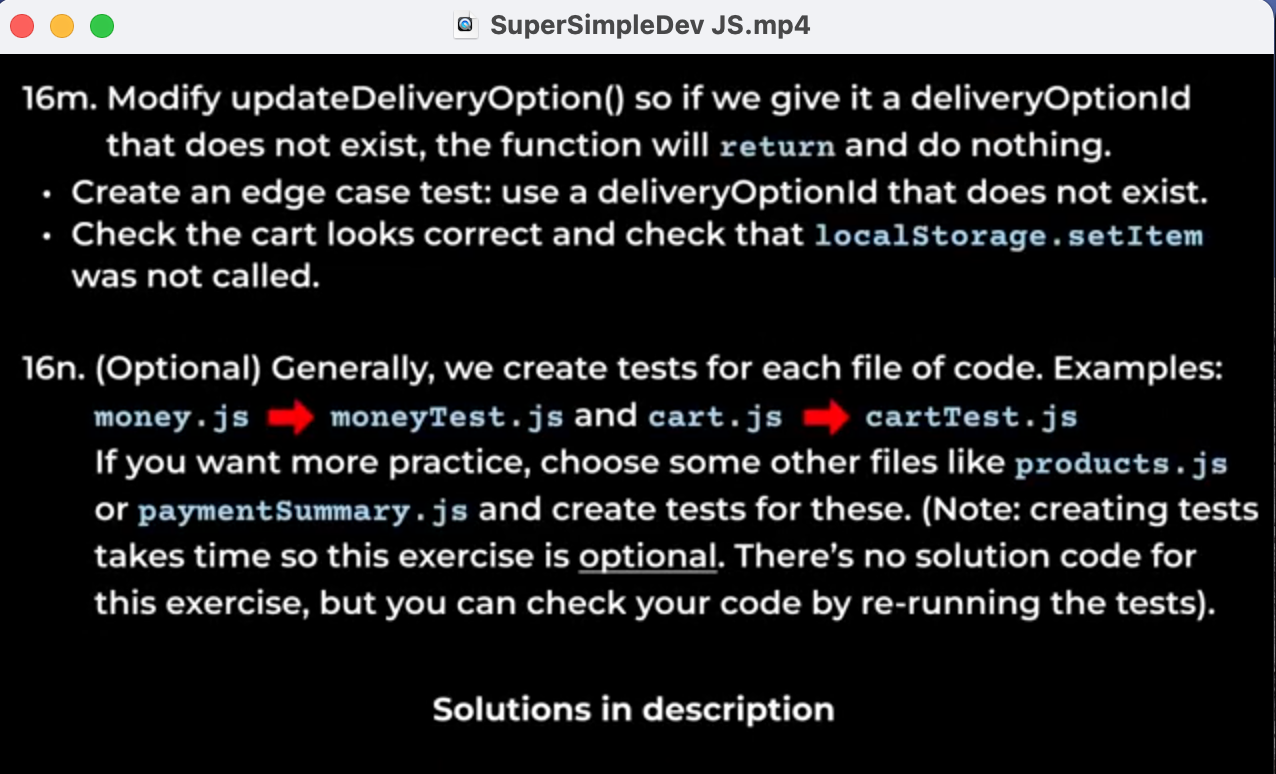 SuperSimpleDev JS.mp4
16m. Modify updateDeliveryOption() so if we give it a deliveryOptionId
that does not exist, the function will return and do nothing.
• Create an edge case test: use a deliveryOptionId that does not exist.
• Check the cart looks correct and check that localStorage.setItem
was not called.
16n. (Optional) Generally, we create tests for each file of code. Examples:
money.js ➡ moneyTest.js and cart.js ➡ cartTest.js
If you want more practice, choose some other files like products.js
or paymentSummary.js and create tests for these. (Note: creating tests
takes time so this exercise is optional. There's no solution code for
this exercise, but you can check your code by re-running the tests).
Solutions in description